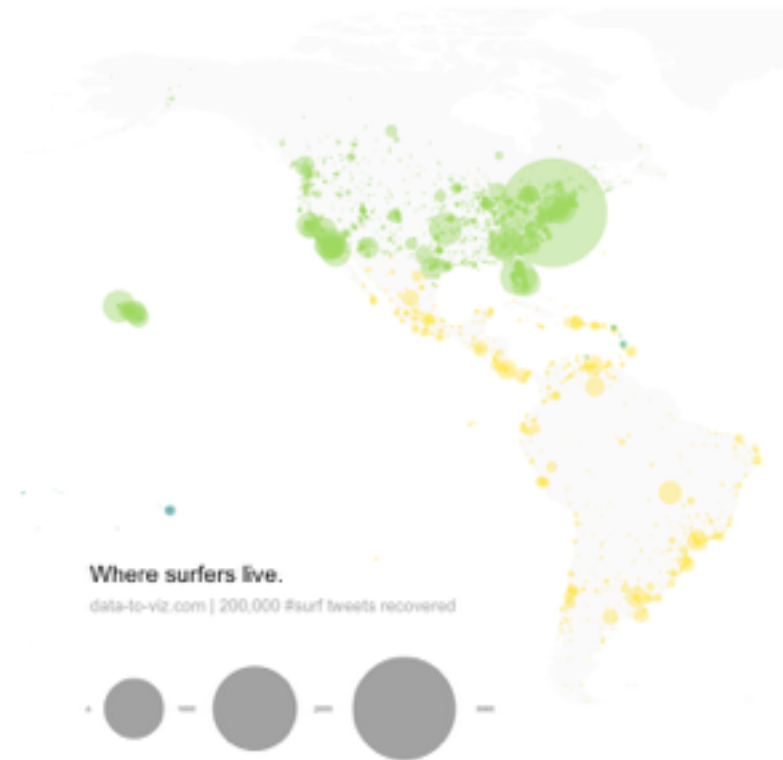 Where surfers live.
data-to-viz.com | 200,000 #surf tweets recovered